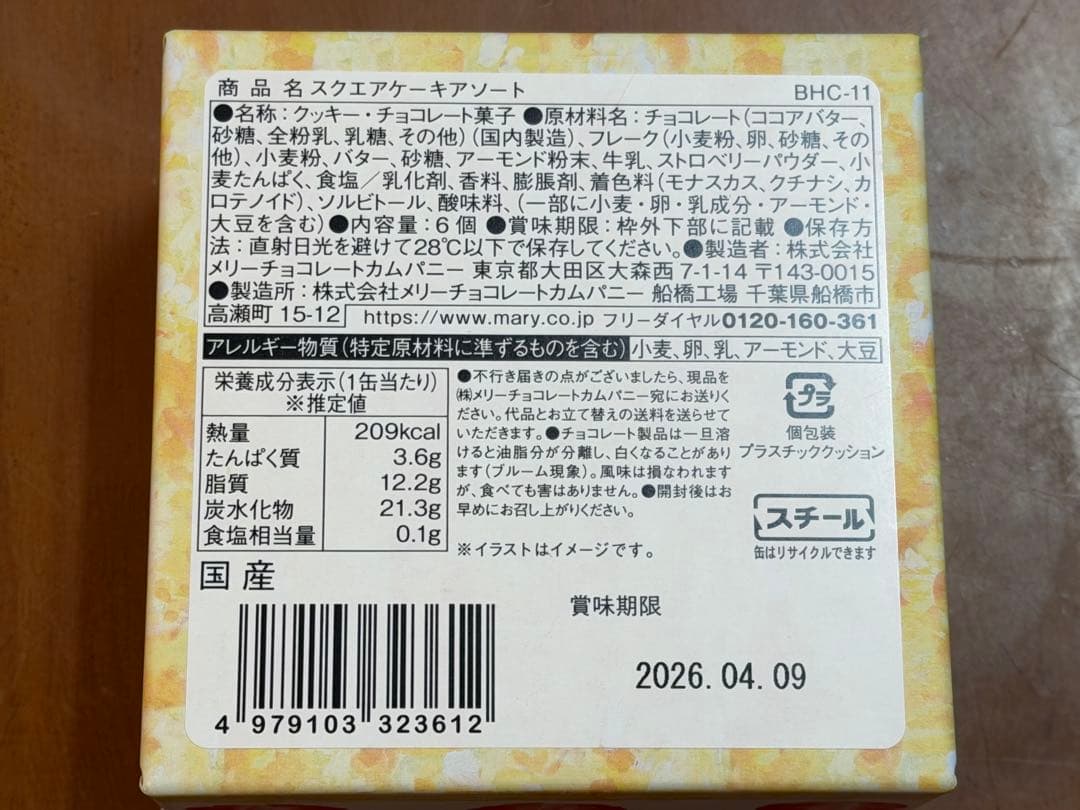 商品名 スクエアケーキアソート BHC-11
●名称：クッキー・チョコレート菓子 ●原材料名：チョコレート(ココアバター、
砂糖、全粉乳、乳糖、その他)(国内製造)、フレーク(小麦粉、卵、砂糖、その
他)、小麦粉、バター、砂糖、アーモンド粉末、牛乳、ストロベリーパウダー、小
麦たんぱく、食塩／乳化剤、香料、膨脹剤、着色料(モナスカス、クチナシ、カ
ロテノイド)、ソルビトール、酸味料、(一部に小麦・卵・乳成分・アーモンド・
大豆を含む)●内容量：6個 ●賞味期限：枠外下部に記載 ●保存方
法：直射日光を避けて28℃以下で保存してください。●製造者：株式会社
メリーチョコレートカムパニー 東京都大田区大森西7-1-14 〒143-0015
●製造所：株式会社メリーチョコレートカムパニー 船橋工場 千葉県船橋市
高瀬町 15-12 https://www.mary.co.jp フリーダイヤル0120-160-361
アレルギー物質(特定原材料に準ずるものを含む) 小麦、卵、乳、アーモンド、大豆
栄養成分表示(1缶当たり)
※推定値
熱量 209kcal
たんぱく質 3.6g
脂質 12.2g
炭水化物 21.3g
食塩相当量 0.1g
●不行き届きの点がございましたら、現品を
㈱メリーチョコレートカムパニー宛にお送りく
ださい。代品とお立て替えの送料を送らせて
いただきます。●チョコレート製品は一旦溶
けると油脂分が分離し、白くなることがあり
ます(ブルーム現象)。風味は損なわれます
が、食べても害はありません。●開封後はお
早めにお召し上がりください。
※イラストはイメージです。
プラ
個包装
プラスチッククッション
スチール
缶はリサイクルできます
国産
賞味期限
2026.04.09
4 979103 323612